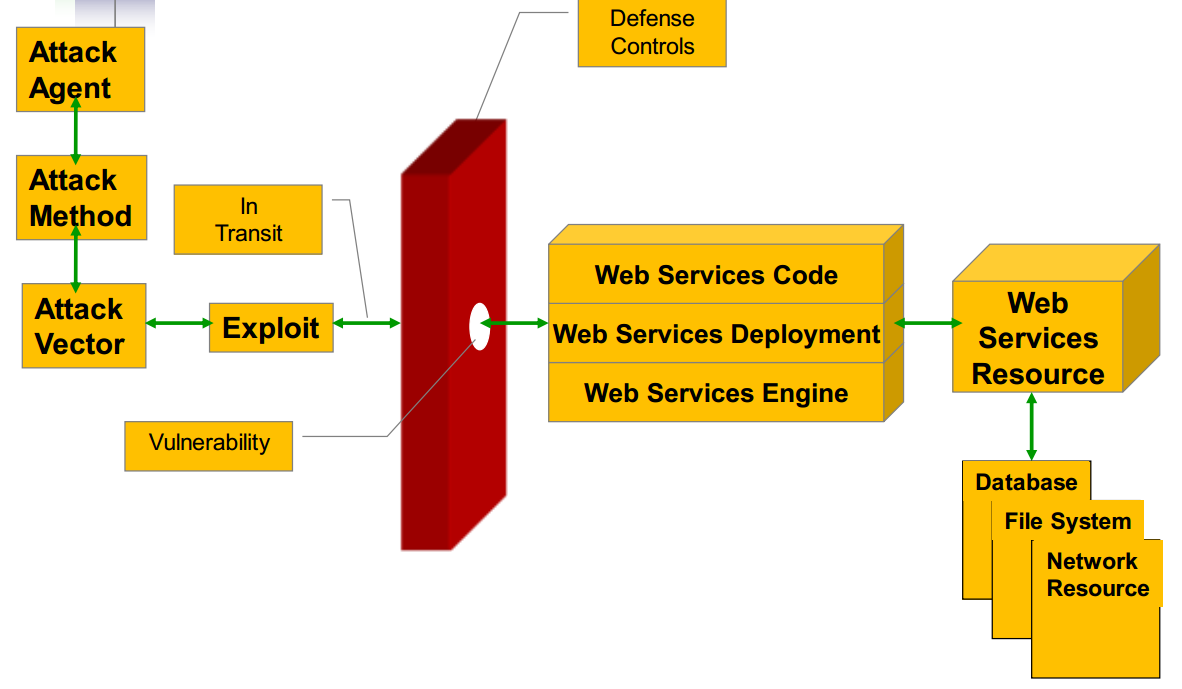 Defense
Controls
Attack
Agent
Attack
Method
In
Transit
Attack
Vector
Exploit
Vulnerability
Web Services Code
Web Services Deployment
Web Services Engine
Web
Services
Resource
Database
File System
Network
Resource